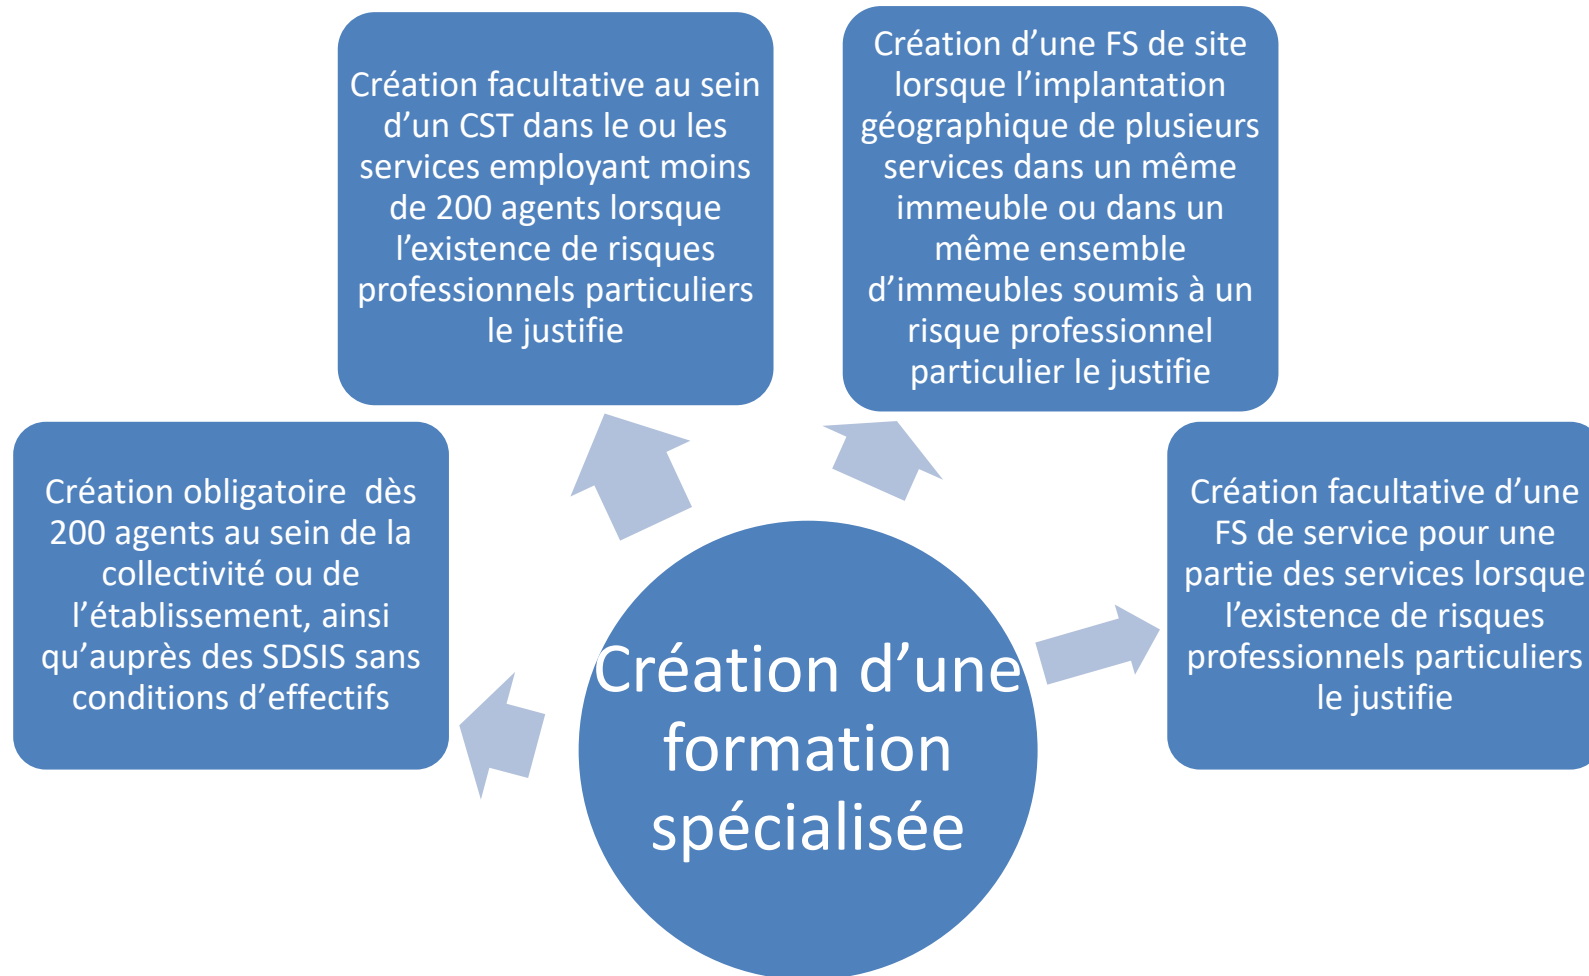 Création facultative au sein
d’un CST dans le ou les
services employant moins
de 200 agents lorsque
l’existence de risques
professionnels particuliers
le justifie
Création d’une FS de site
lorsque l’implantation
géographique de plusieurs
services dans un même
immeuble ou dans un
même ensemble
d’immeubles soumis à un
risque professionnel
particulier le justifie
Création obligatoire  dès
200 agents au sein de la
collectivité ou de
l’établissement, ainsi
qu’auprès des SDSIS sans
conditions d’effectifs
Création facultative d’une
FS de service pour une
partie des services lorsque
l’existence de risques
professionnels particuliers
le justifie
Création d’une
formation
spécialisée